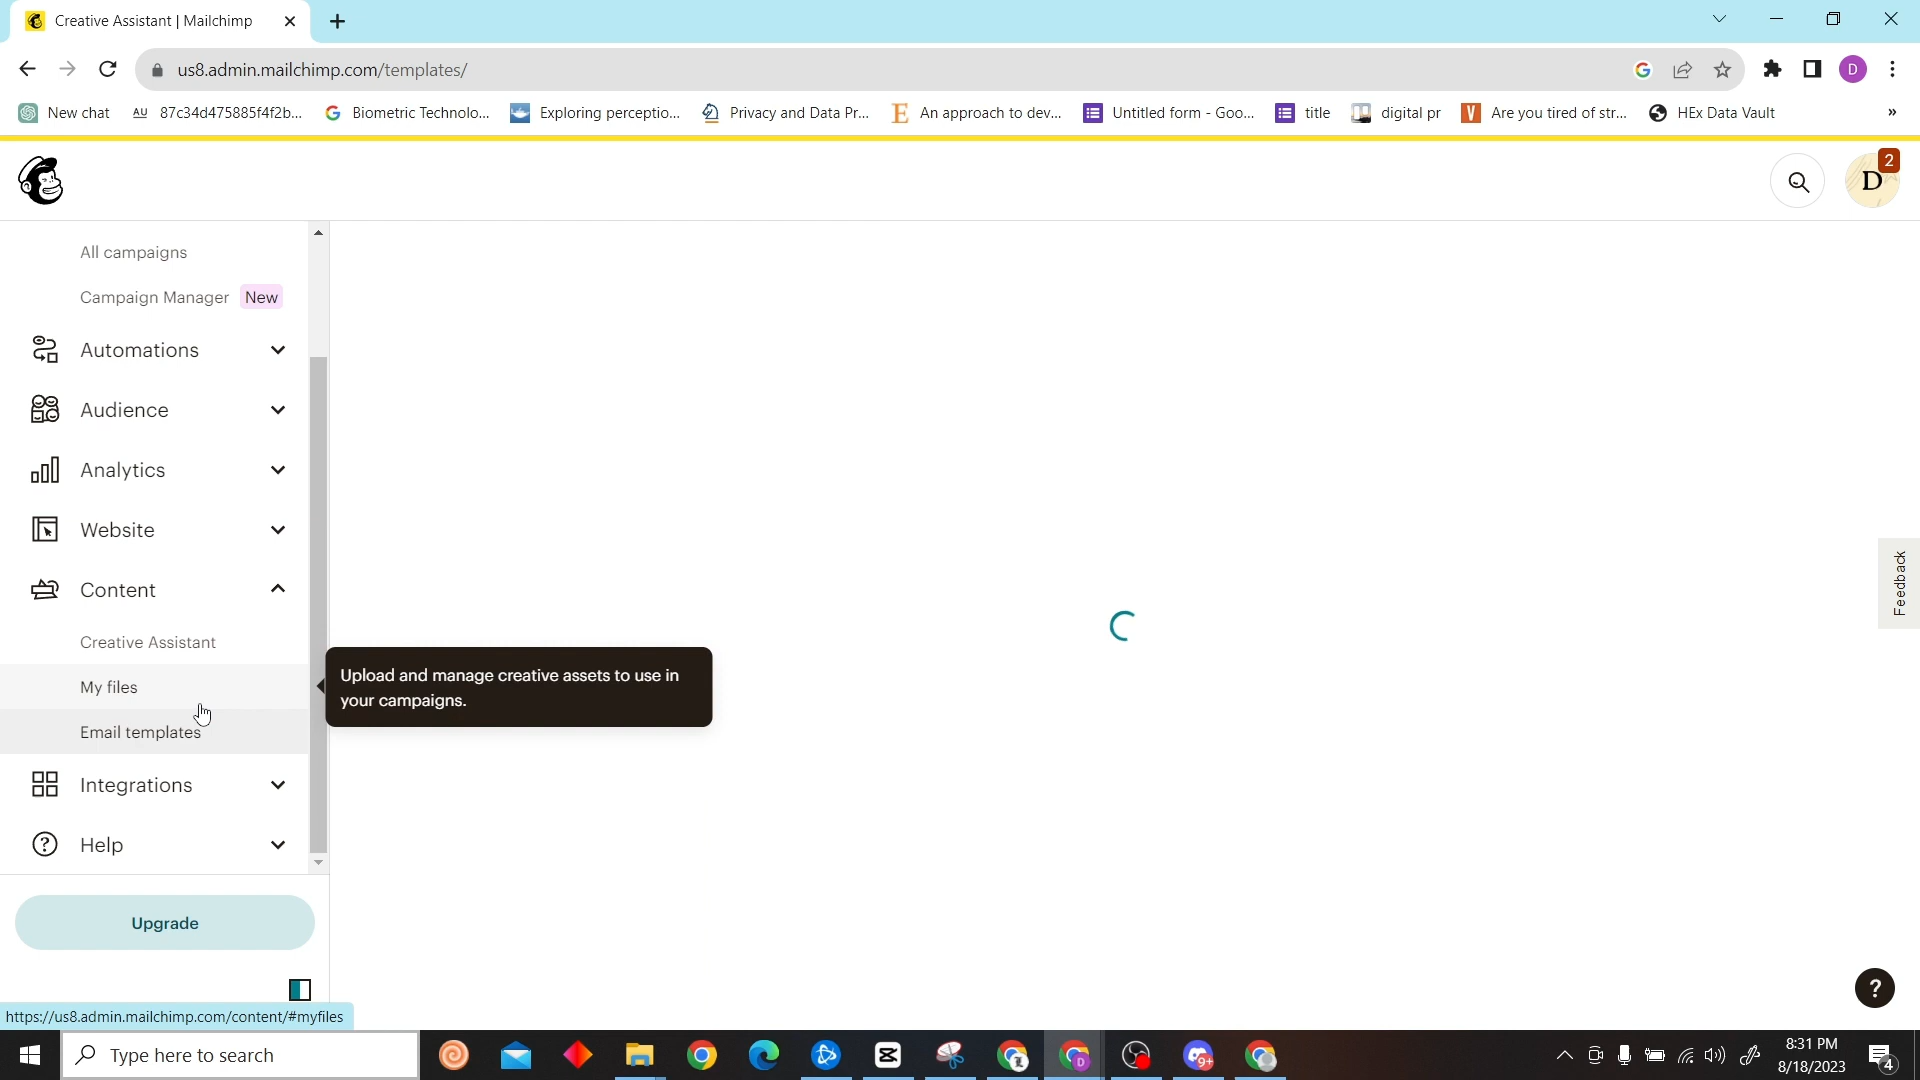 Creative Assistant | Mailchimp
us8.admin.mailchimp.com/templates/
D
New chat
AU 87c34d475885f4f2b...
Biometric Technolo...
Exploring perceptio...
Privacy and Data Pr...
An approach to dev...
Untitled form - Goo...
title
digital pr
Are you tired of str...
HEx Data Vault
»
D
2
All campaigns
Campaign Manager New
Automations
Audience
Analytics
Website
Content
Creative Assistant
My files
Upload and manage creative assets to use in
your campaigns.
Email templates
Integrations
Help
Upgrade
Feedback
?
https://us8.admin.mailchimp.com/content/#myfiles
Type here to search
D
9+
8:31 PM
8/18/2023
4